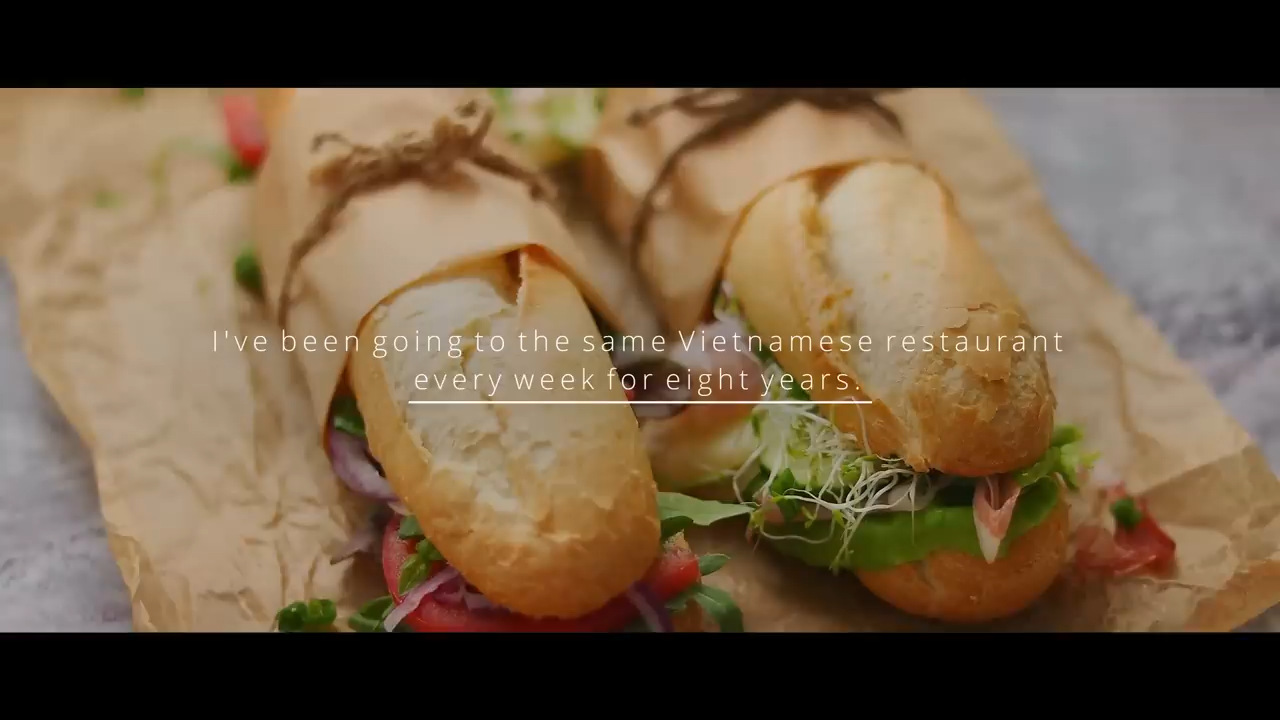 I've been going to the same Vietnamese restaurant
every week for eight years.